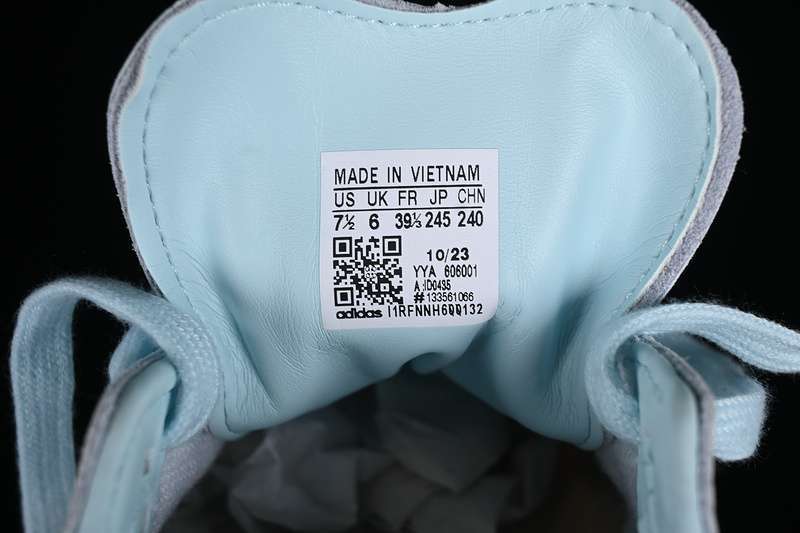 MADE IN VIETNAM
US UK FR JP CHN
7½ 6 39⅓ 245 240
10/23
YYA 606001
A:ID0435
#133561066
adidas I1RFNNH6QQ132